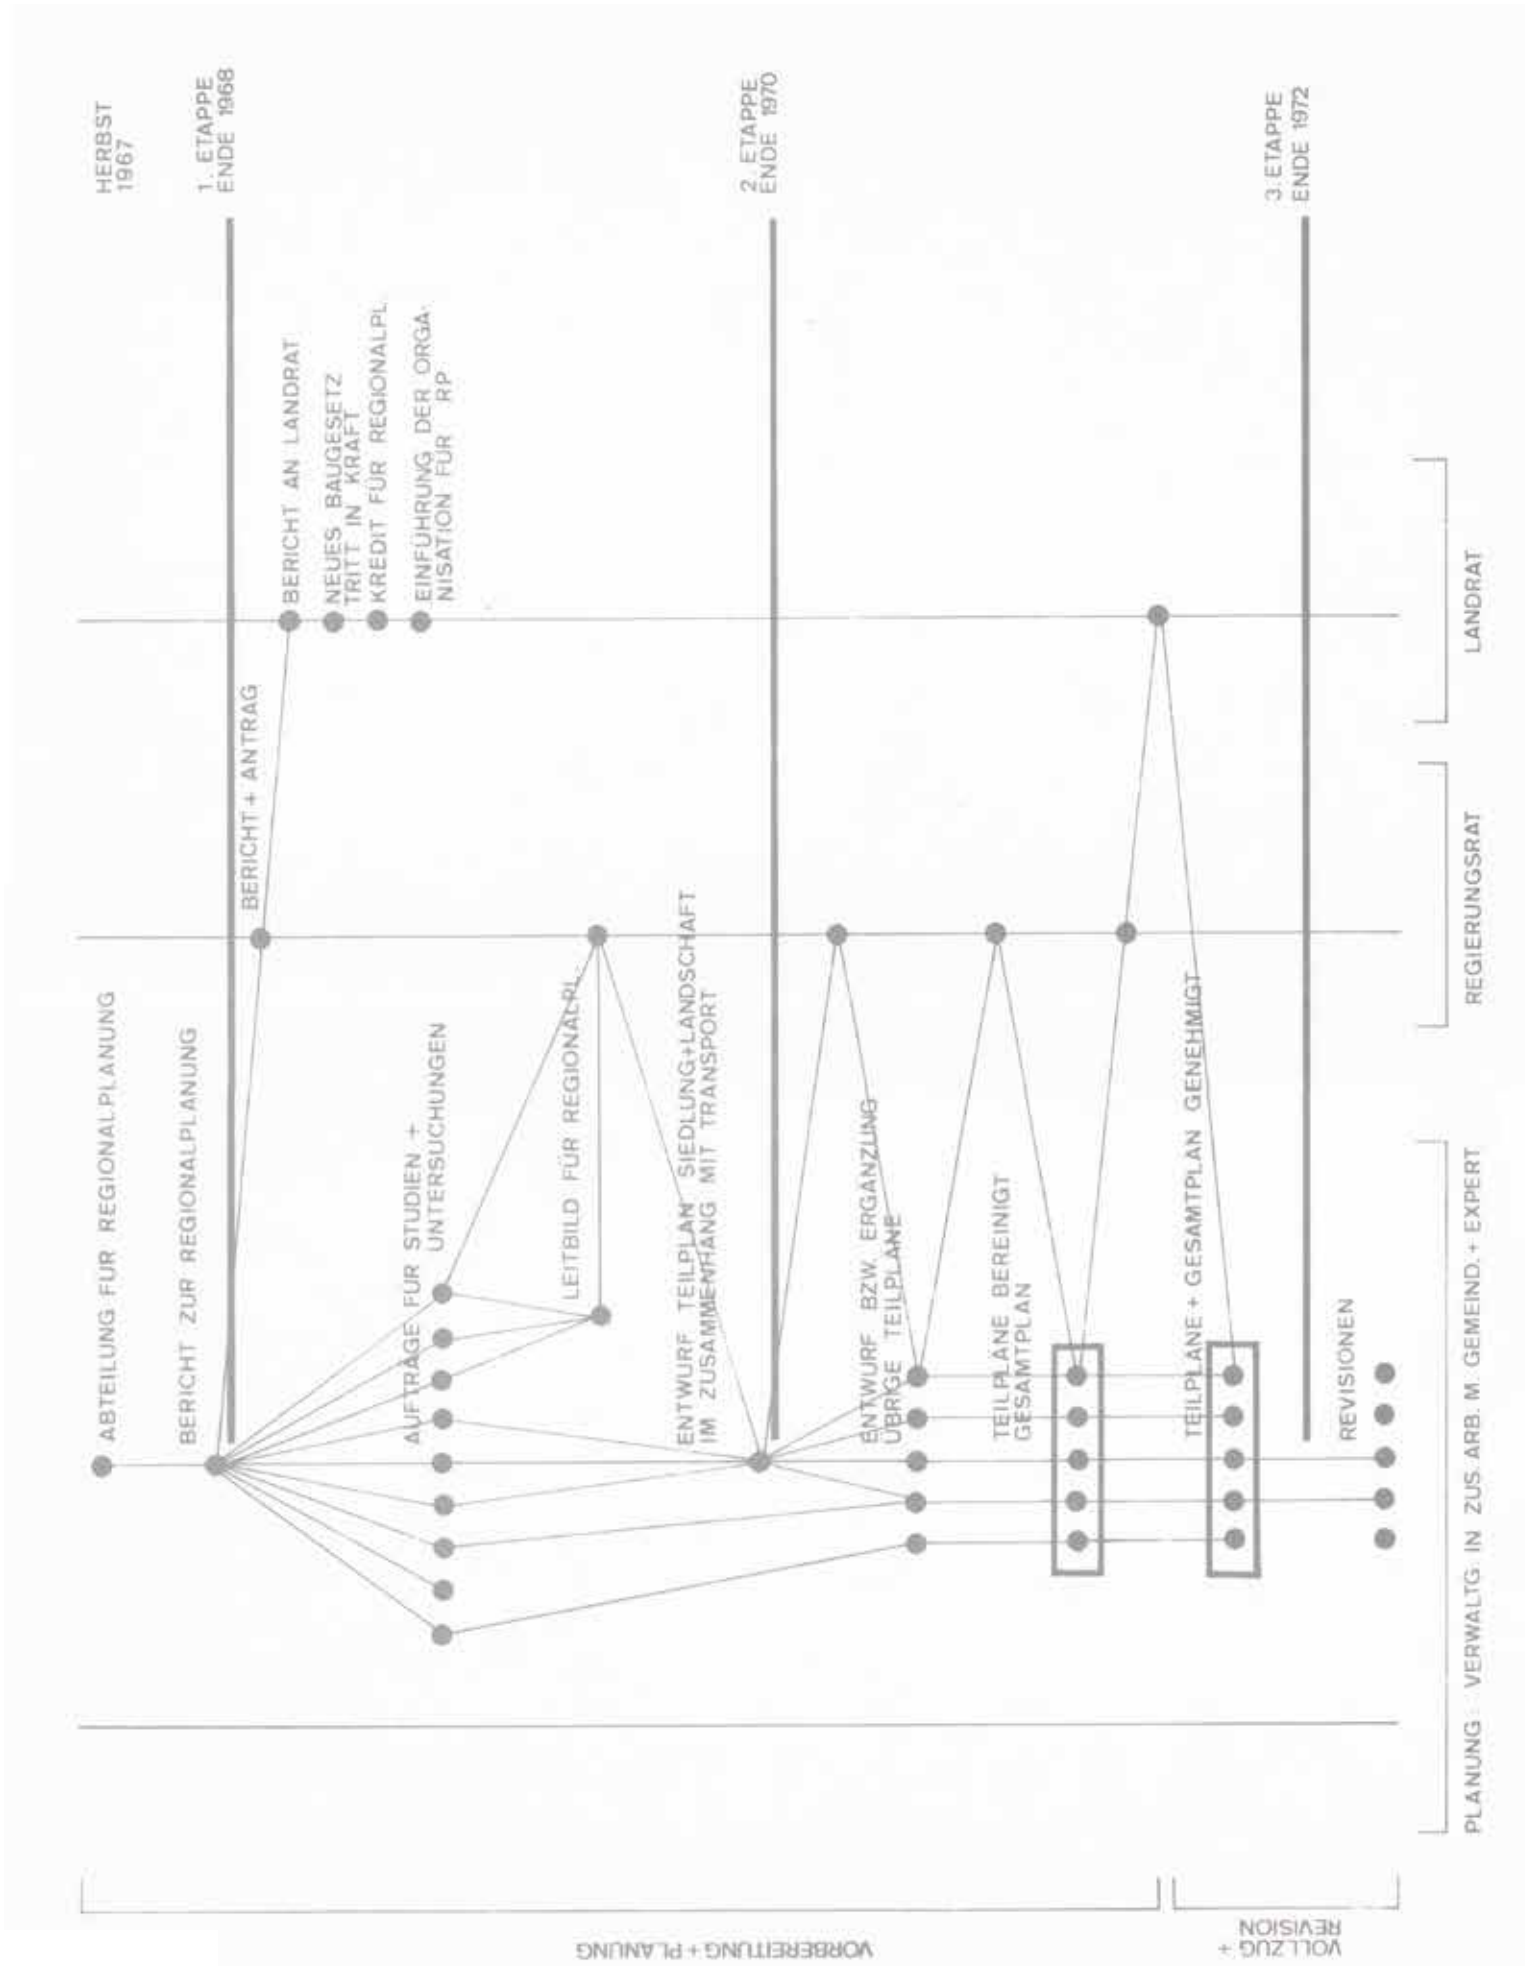 HERBST
1967
1. ETAPPE
ENDE 1968
2. ETAPPE
ENDE 1970
3. ETAPPE
ENDE 1972
ABTEILUNG FÜR REGIONALPLANUNG
BERICHT ZUR REGIONALPLANUNG
BERICHT + ANTRAG
BERICHT AN LANDRAT
NEUES BAUGESETZ
TRITT IN KRAFT
KREDIT FÜR REGIONALPL.
EINFÜHRUNG DER ORGA-
NISATION FÜR RP
AUFTRÄGE FÜR STUDIEN +
UNTERSUCHUNGEN
LEITBILD FÜR REGIONALPL.
ENTWURF TEILPLAN SIEDLUNG+LANDSCHAFT
IM ZUSAMMENHANG MIT TRANSPORT
ENTWURF BZW. ERGÄNZUNG
ÜBRIGE TEILPLÄNE
TEILPLÄNE BEREINIGT
GESAMTPLAN
TEILPLÄNE + GESAMTPLAN GENEHMIGT
REVISIONEN
PLANUNG : VERWALTG. IN ZUS. ARB. M. GEMEIND. + EXPERT
REGIERUNGSRAT
LANDRAT
VORBEREITUNG + PLANUNG
VOLLZUG +
REVISION